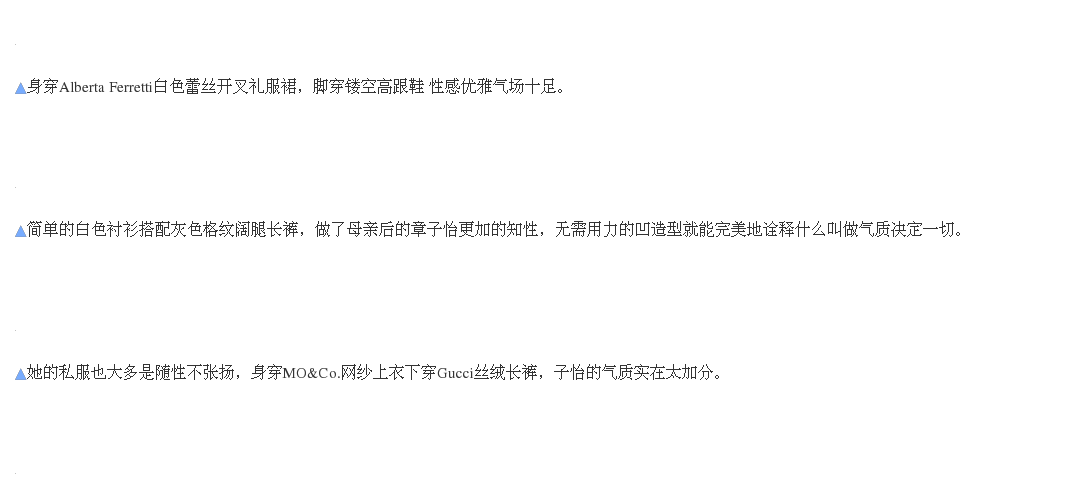 ▲身穿Alberta Ferretti白色蕾丝开叉礼服裙，脚穿镂空高跟鞋 性感优雅气场十足。
▲简单的白色衬衫搭配灰色格纹阔腿长裤，做了母亲后的章子怡更加的知性，无需用力的凹造型就能完美地诠释什么叫做气质决定一切。
▲她的私服也大多是随性不张扬，身穿MO&Co.网纱上衣下穿Gucci丝绒长裤，子怡的气质实在太加分。